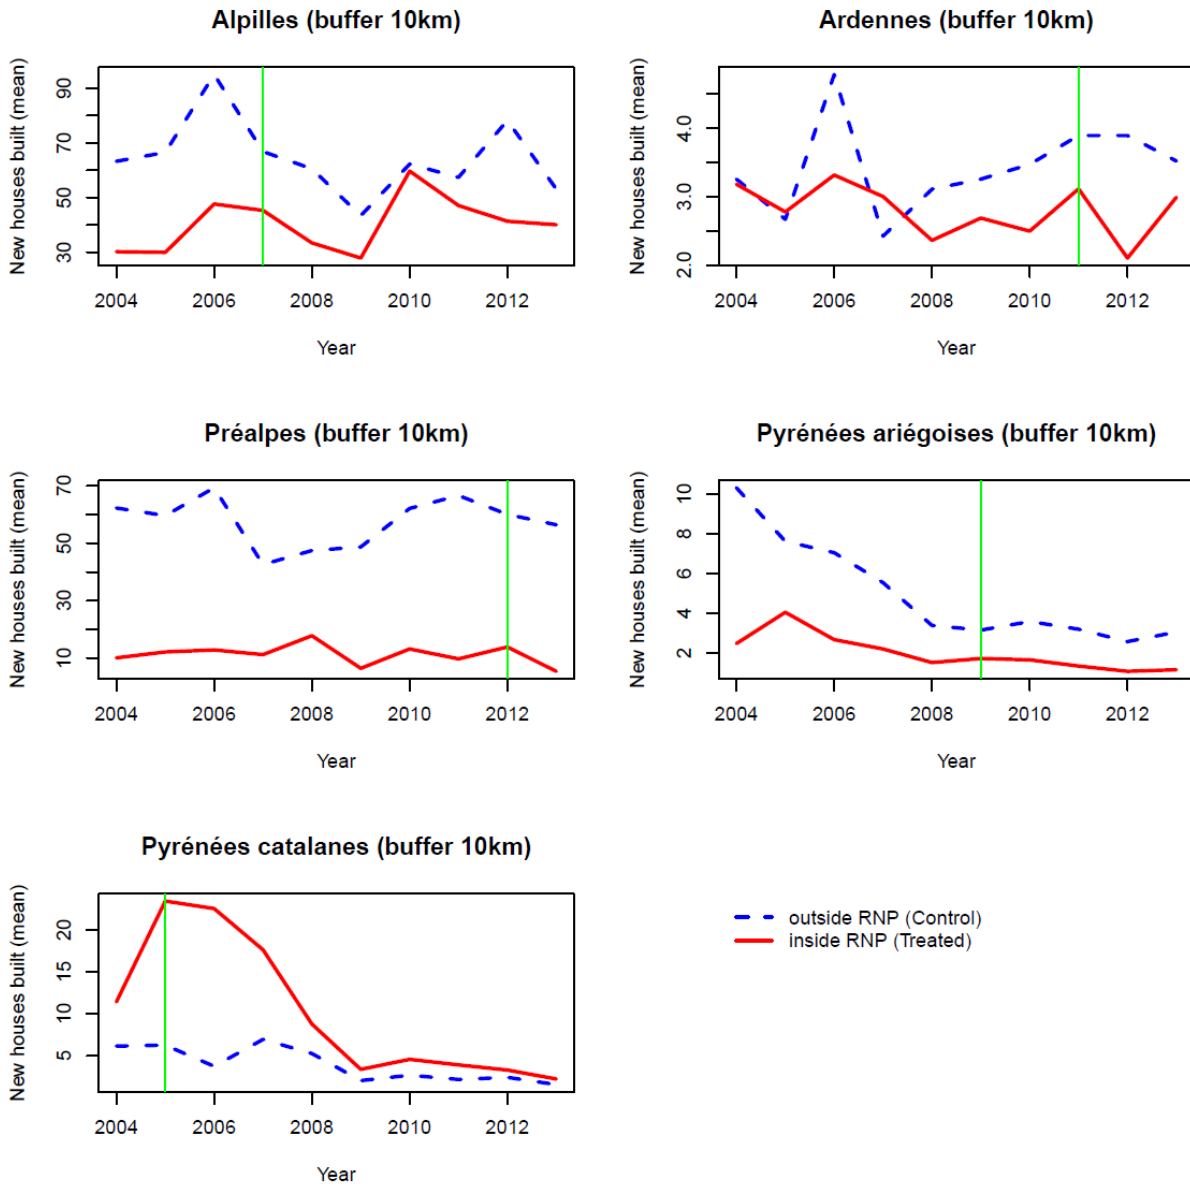 Alpilles (buffer 10km)
New houses built (mean)
30 50 70 90
2004 2006 2008 2010 2012
Year
Ardennes (buffer 10km)
New houses built (mean)
2.0 3.0 4.0
2004 2006 2008 2010 2012
Year
Préalpes (buffer 10km)
New houses built (mean)
10 30 50 70
2004 2006 2008 2010 2012
Year
Pyrénées ariégoises (buffer 10km)
New houses built (mean)
2 4 6 8 10
2004 2006 2008 2010 2012
Year
Pyrénées catalanes (buffer 10km)
New houses built (mean)
5 10 15 20
2004 2006 2008 2010 2012
Year
outside RNP (Control)
inside RNP (Treated)